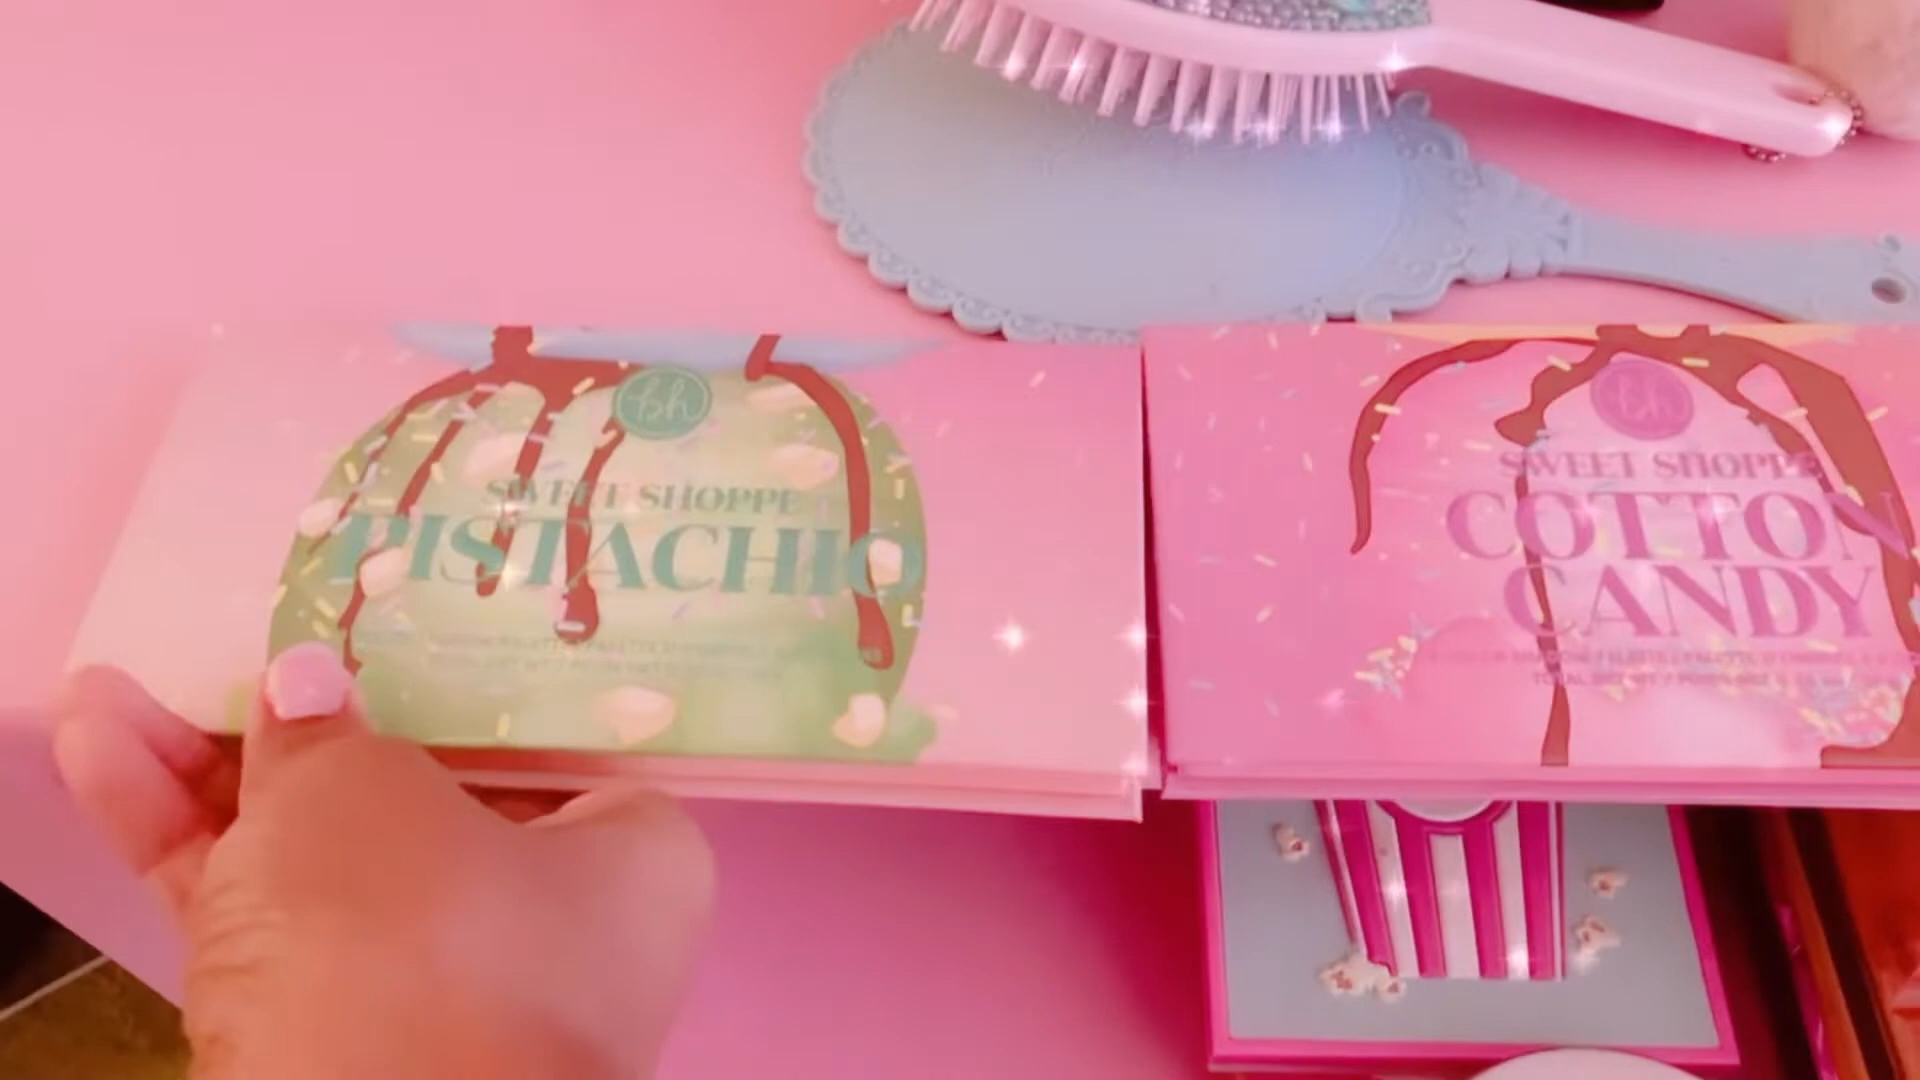 bh
SWEET SHOPPE
PISTACHIO
bh
SWEET SHOPPE
COTTON
CANDY